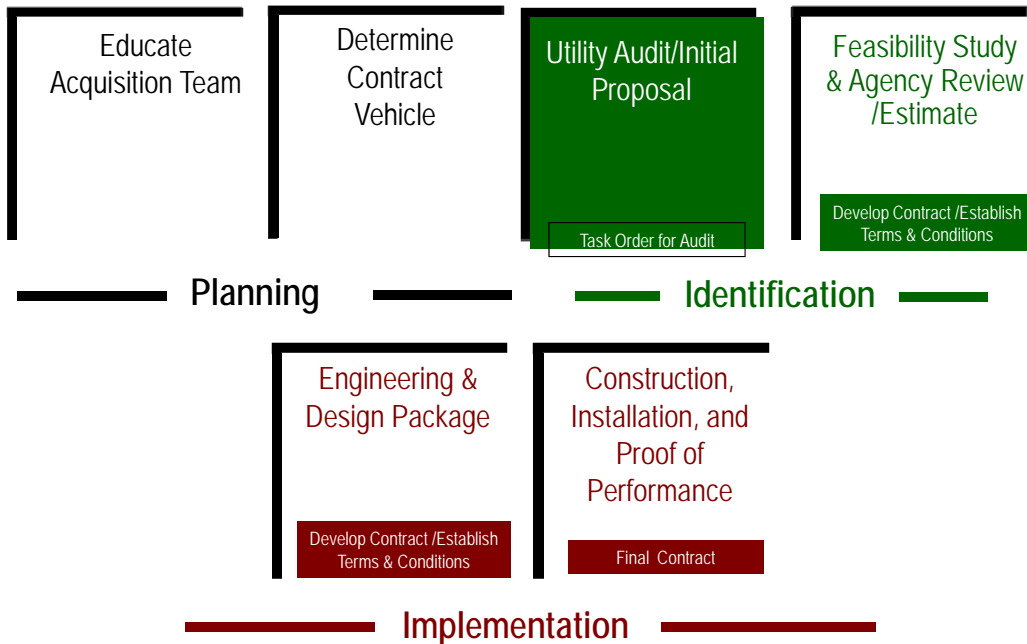 Educate
Acquisition Team
Determine
Contract
Vehicle
Utility Audit/Initial
Proposal
Task Order for Audit
Feasibility Study
& Agency Review
/Estimate
Develop Contract /Establish
Terms & Conditions
Planning
Identification
Engineering &
Design Package
Develop Contract /Establish
Terms & Conditions
Construction,
Installation, and
Proof of
Performance
Final Contract
Implementation